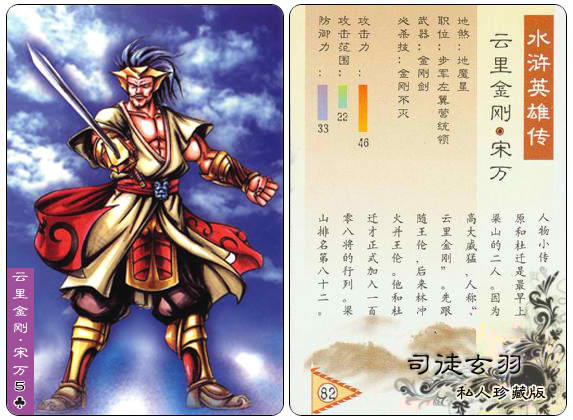 云里金刚·宋万5♣
水浒英雄传
云里金刚●宋万
地煞：地魔星
职位：步军左翼营统领
武器：金刚剑
必杀技：金刚不灭
攻击力：46
攻击范围：22
防御力：33
人物小传
原和杜迁是最早上
梁山的二人。因为
高大威猛，人称“
云里金刚”。先跟
随王伦，后来林冲
火并王伦。他和杜
迁才正式加入一百
零八将的行列。梁
山排名第八十二。
82
司徒玄羽
私人珍藏版